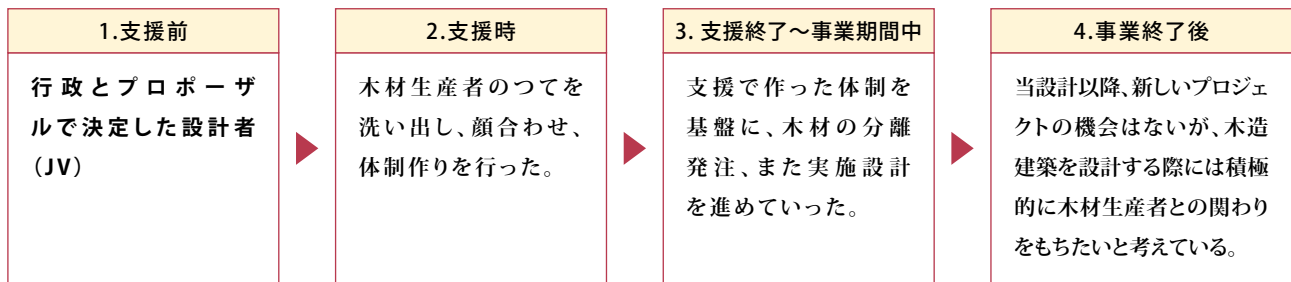 1.支援前
行政とプロポーザ
ルで決定した設計者
（JV）
2.支援時
木材生産者のつてを
洗い出し、顔合わせ、
体制作りを行った。
3. 支援終了～事業期間中
支援で作った体制を
基盤に、木材の分離
発注、また実施設計
を進めていった。
4.事業終了後
当設計以降、新しいプロジェ
クトの機会はないが、木造
建築を設計する際には積極
的に木材生産者との関わり
をもちたいと考えている。